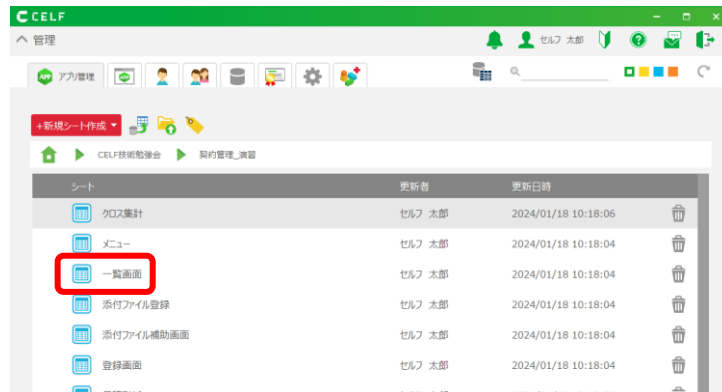 CELF
管理
セルフ 太郎
アプリ管理
+新規シート作成
CELF技術勉強会 契約管理_演習
シート 更新者 更新日時
クロス集計 セルフ 太郎 2024/01/18 10:18:06
メニュー セルフ 太郎 2024/01/18 10:18:04
一覧画面 セルフ 太郎 2024/01/18 10:18:04
添付ファイル登録 セルフ 太郎 2024/01/18 10:18:04
添付ファイル補助画面 セルフ 太郎 2024/01/18 10:18:04
登録画面 セルフ 太郎 2024/01/18 10:18:04